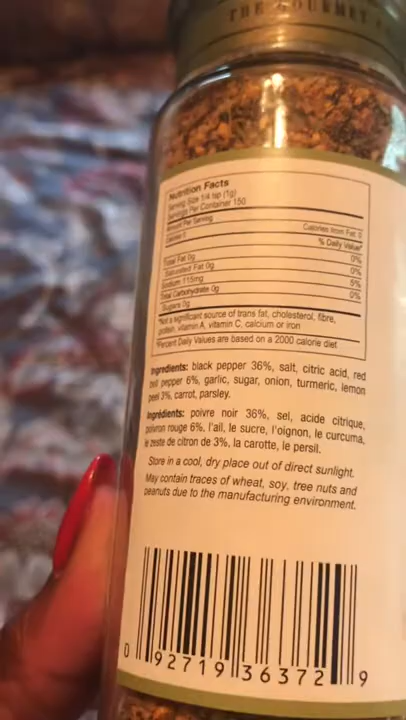 THE GOURMET
Nutrition Facts
Serving Size 1/4 tsp (1g)
Servings Per Container 150
Amount Per Serving
Calories 0 Calories from Fat 0
% Daily Value*
Total Fat 0g 0%
Saturated Fat 0g 0%
Sodium 115mg 5%
Total Carbohydrate 0g 0%
Sugars 0g
*Not a significant source of trans fat, cholesterol, fibre,
protein, vitamin A, vitamin C, calcium or iron
*Percent Daily Values are based on a 2000 calorie diet
Ingredients: black pepper 36%, salt, citric acid, red
bell pepper 6%, garlic, sugar, onion, turmeric, lemon
peel 3%, carrot, parsley.
Ingrédients: poivre noir 36%, sel, acide citrique,
poivron rouge 6%, l'ail, le sucre, l'oignon, le curcuma,
le zeste de citron de 3%, la carotte, le persil.
Store in a cool, dry place out of direct sunlight.
May contain traces of wheat, soy, tree nuts and
peanuts due to the manufacturing environment.
0 92719 36372 9